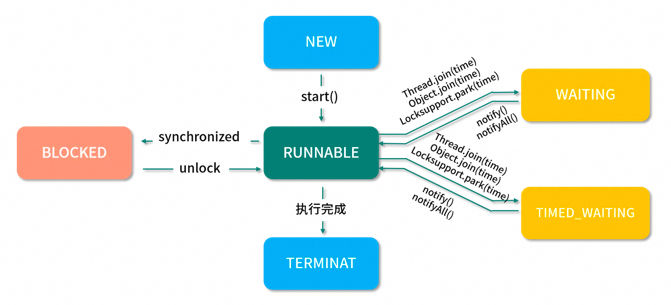 NEW
start()
Thread.join(time)
Object.join(time)
Locksupport.park(time)
WAITING
notify()
notifyAll()
BLOCKED
synchronized
unlock
RUNNABLE
Thread.join(time)
Object.join(time)
Locksupport.park(time)
notify()
notifyAll()
TIMED_WAITING
执行完成
TERMINAT